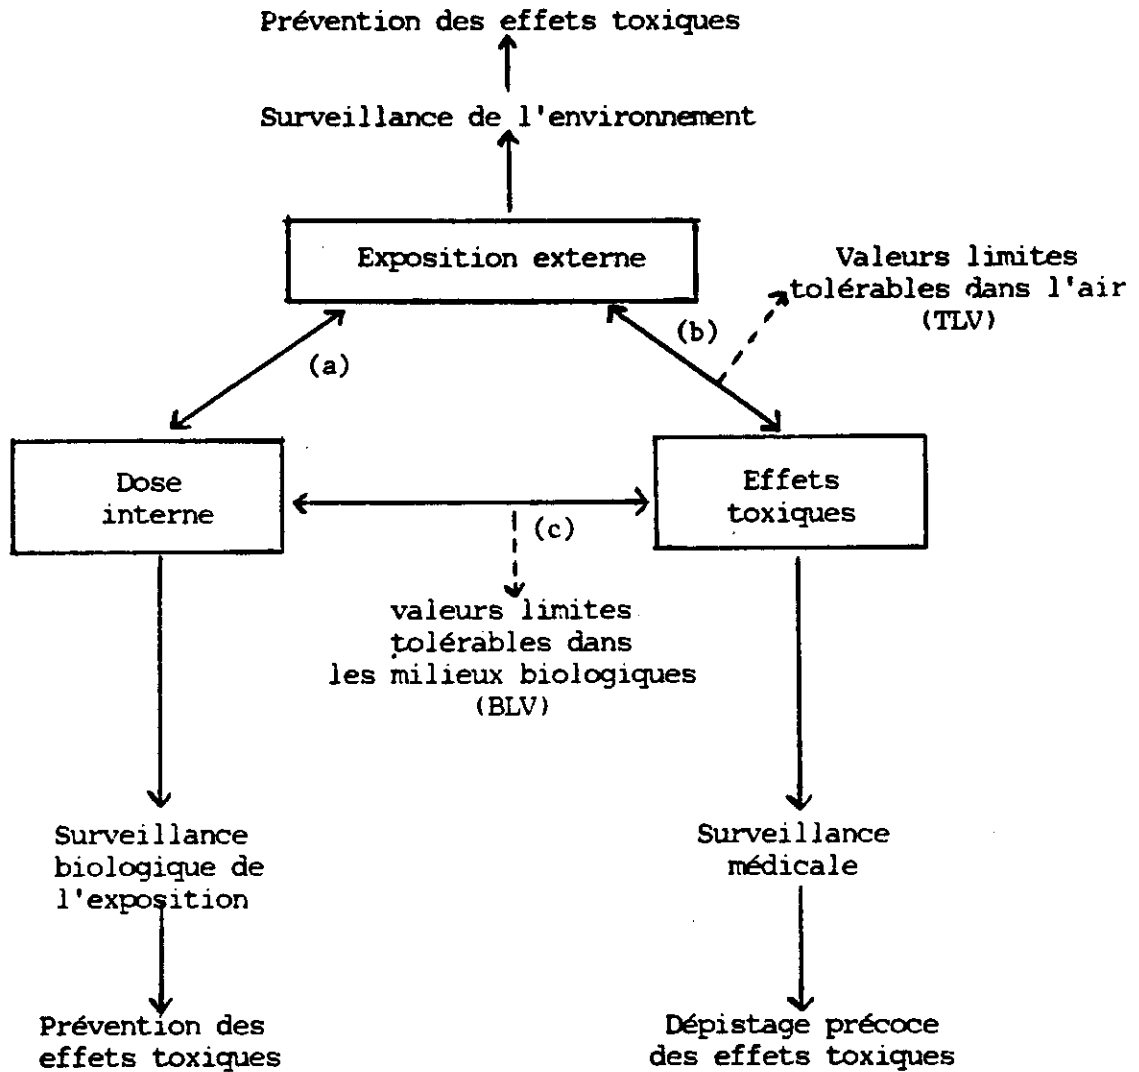 Prévention des effets toxiques
Surveillance de l'environnement
Exposition externe
Valeurs limites
tolérables dans l'air
(TLV)
(b)
(a)
Dose
interne
Effets
toxiques
(c)
valeurs limites
tolérables dans
les milieux biologiques
(BLV)
Surveillance
biologique de
l'exposition
Surveillance
médicale
Prévention des
effets toxiques
Dépistage précoce
des effets toxiques